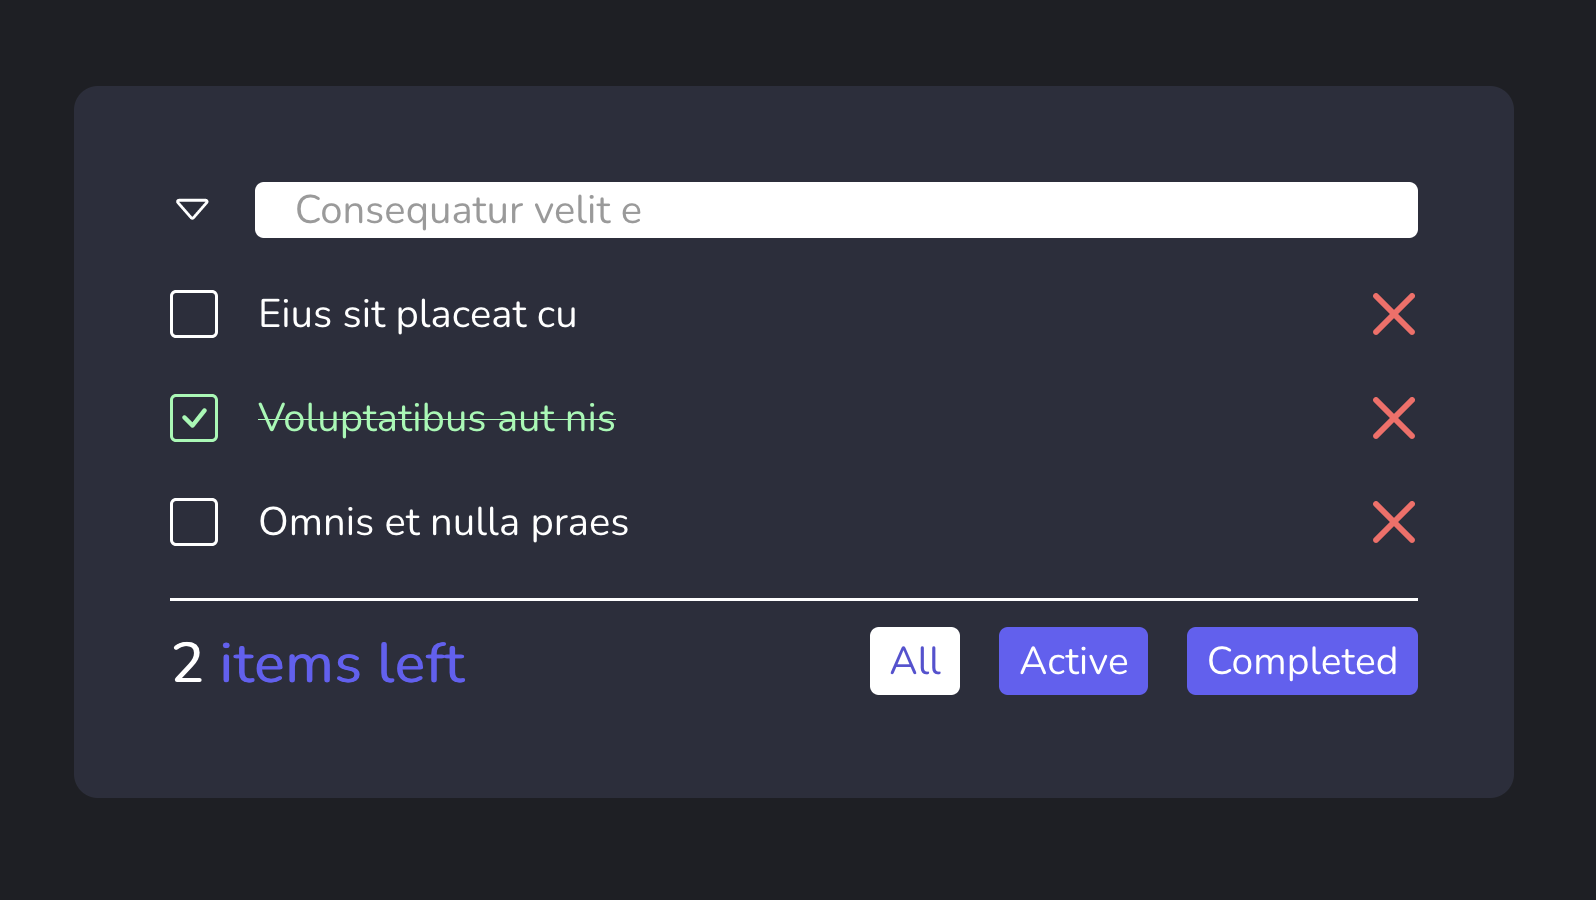 Consequatur velit e
Eius sit placeat cu
Voluptatibus aut nis
Omnis et nulla praes
2 items left All Active Completed